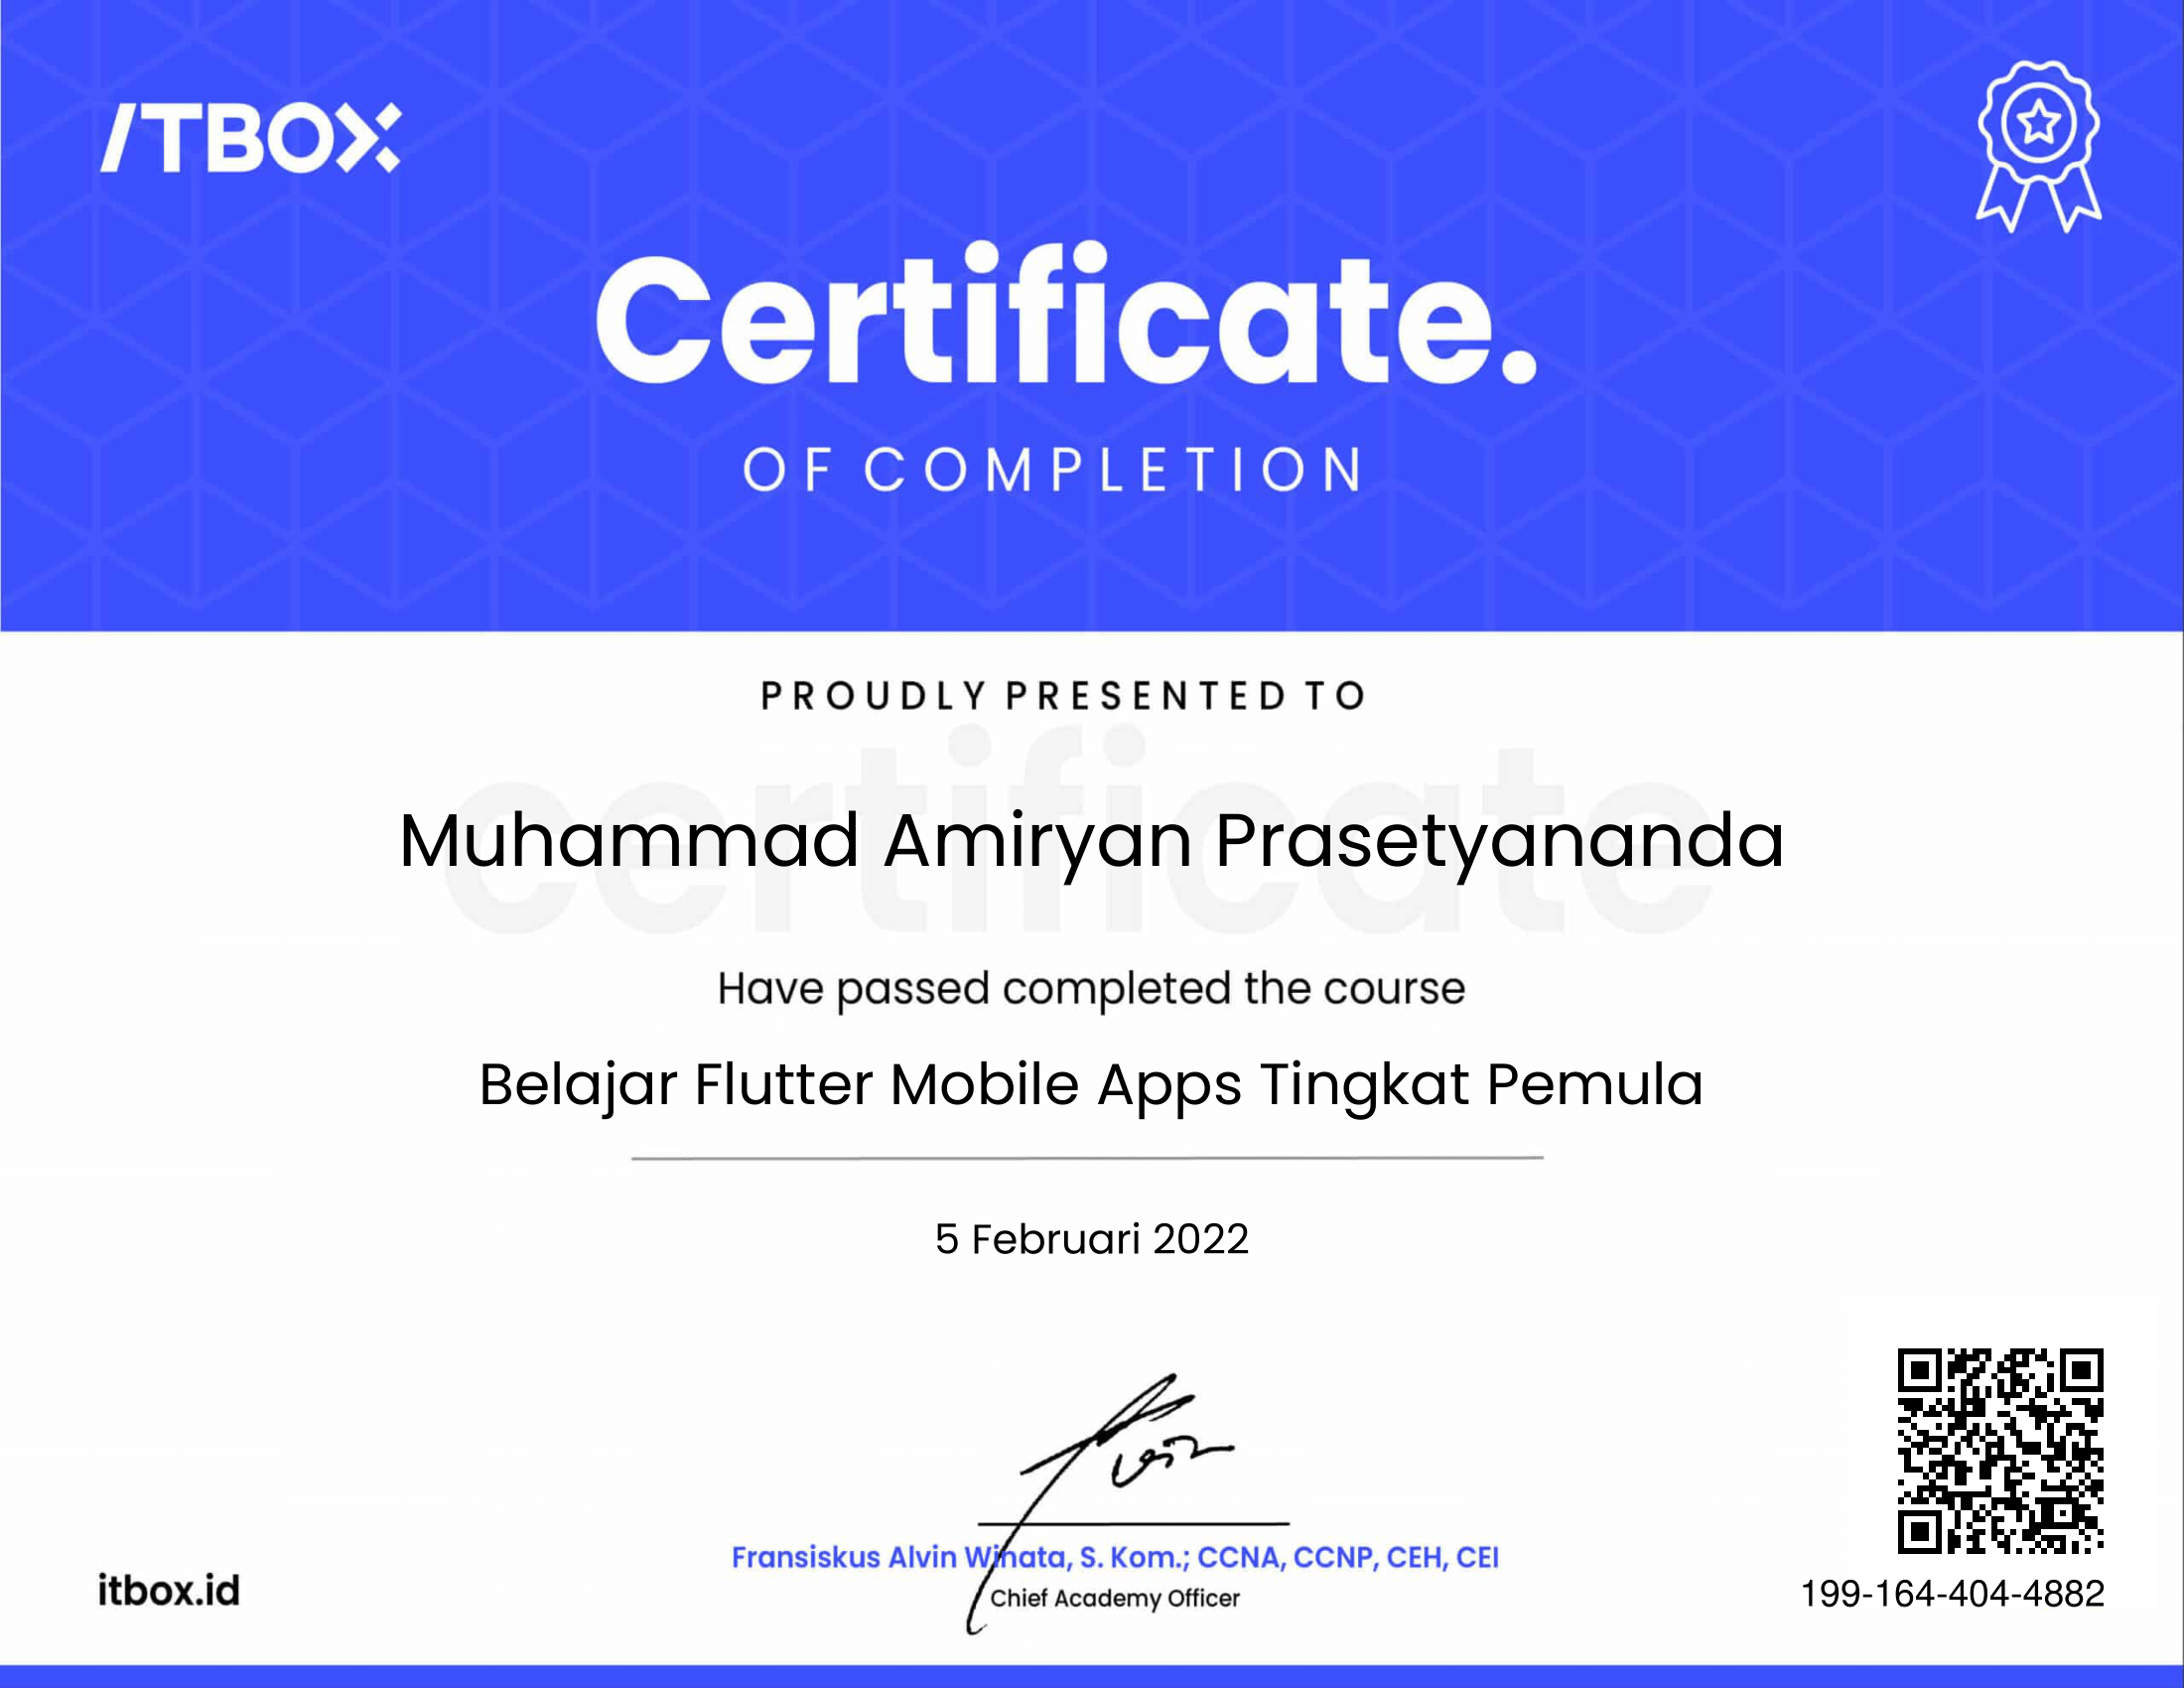 ITBOX
Certificate.
OF COMPLETION
PROUDLY PRESENTED TO
certificate
Muhammad Amiryan Prasetyananda
Have passed completed the course
Belajar Flutter Mobile Apps Tingkat Pemula
5 Februari 2022
Fransiskus Alvin Winata, S. Kom.; CCNA, CCNP, CEH, CEI
Chief Academy Officer
itbox.id
199-164-404-4882